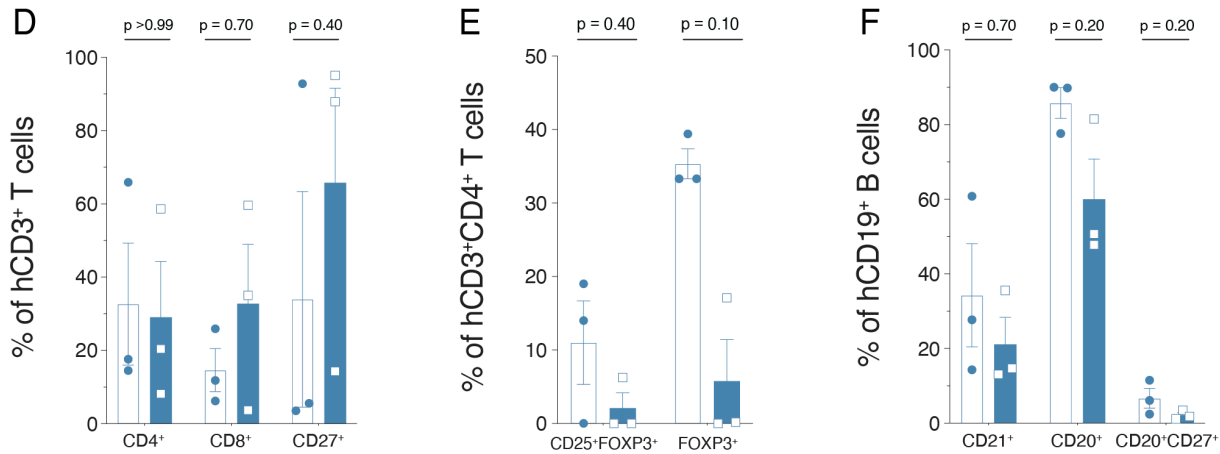 D
p >0.99 p = 0.70 p = 0.40
% of hCD3⁺ T cells
100
80
60
40
20
0
CD4⁺ CD8⁺ CD27⁺
E
p = 0.40 p = 0.10
% of hCD3⁺CD4⁺ T cells
50
40
30
20
10
0
CD25⁺FOXP3⁺ FOXP3⁺
F
p = 0.70 p = 0.20 p = 0.20
% of hCD19⁺ B cells
100
80
60
40
20
0
CD21⁺ CD20⁺ CD20⁺CD27⁺